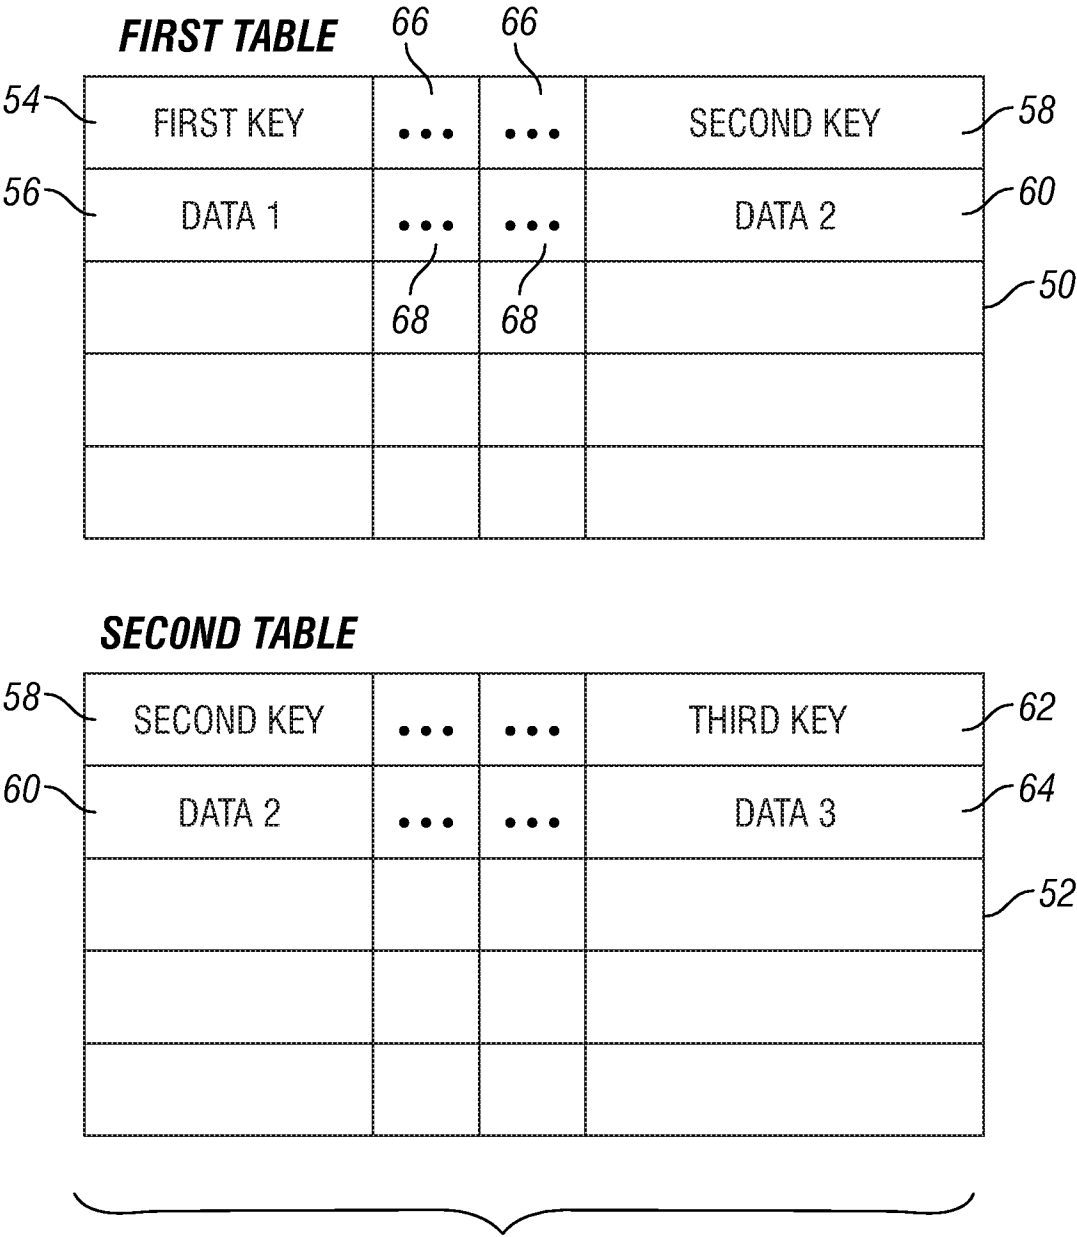 FIRST TABLE 66 66
54 FIRST KEY ... ... SECOND KEY 58
56 DATA 1 ... ... DATA 2 60
68 68 50
SECOND TABLE
58 SECOND KEY ... ... THIRD KEY 62
60 DATA 2 ... ... DATA 3 64
52